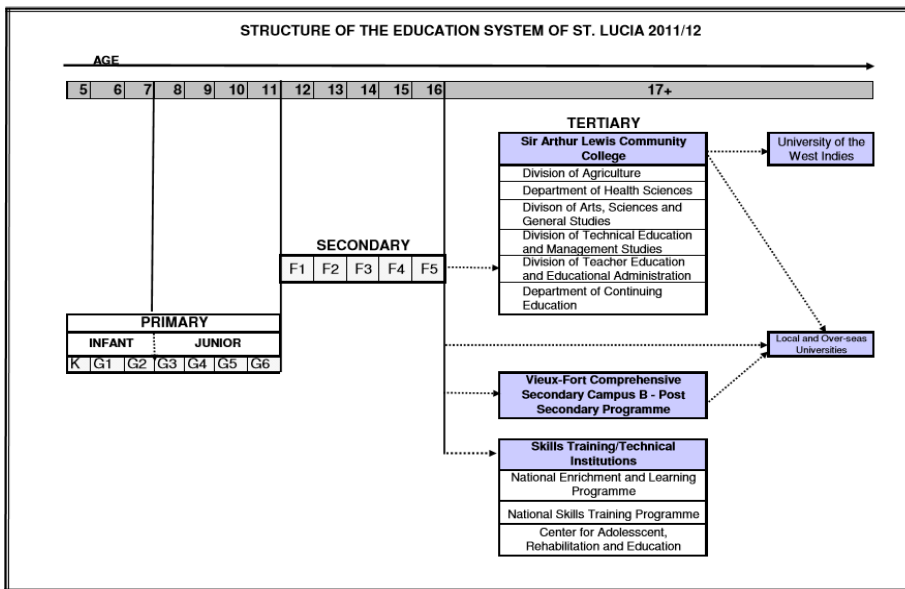 STRUCTURE OF THE EDUCATION SYSTEM OF ST. LUCIA 2011/12
AGE
5 6 7 8 9 10 11 12 13 14 15 16 17+
TERTIARY
Sir Arthur Lewis Community
College
Division of Agriculture
Department of Health Sciences
Divison of Arts, Sciences and
General Studies
Division of Technical Education
and Management Studies
Division of Teacher Education
and Educational Administration
Department of Continuing
Education
University of the
West Indies
SECONDARY
F1 F2 F3 F4 F5
PRIMARY
INFANT JUNIOR
K G1 G2 G3 G4 G5 G6
Local and Over-seas
Universities
Vieux-Fort Comprehensive
Secondary Campus B - Post
Secondary Programme
Skills Training/Technical
Institutions
National Enrichment and Learning
Programme
National Skills Training Programme
Center for Adolesscent,
Rehabilitation and Education